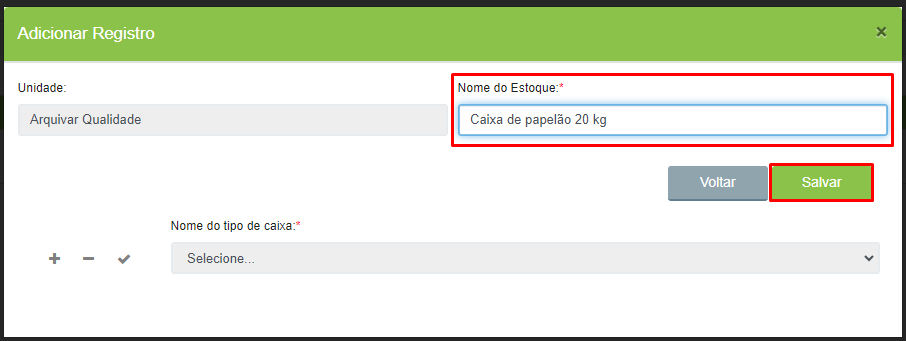 Adicionar Registro
×
Unidade:
Nome do Estoque:*
Arquivar Qualidade
Caixa de papelão 20 kg
Voltar
Salvar
Nome do tipo de caixa:*
Selecione...